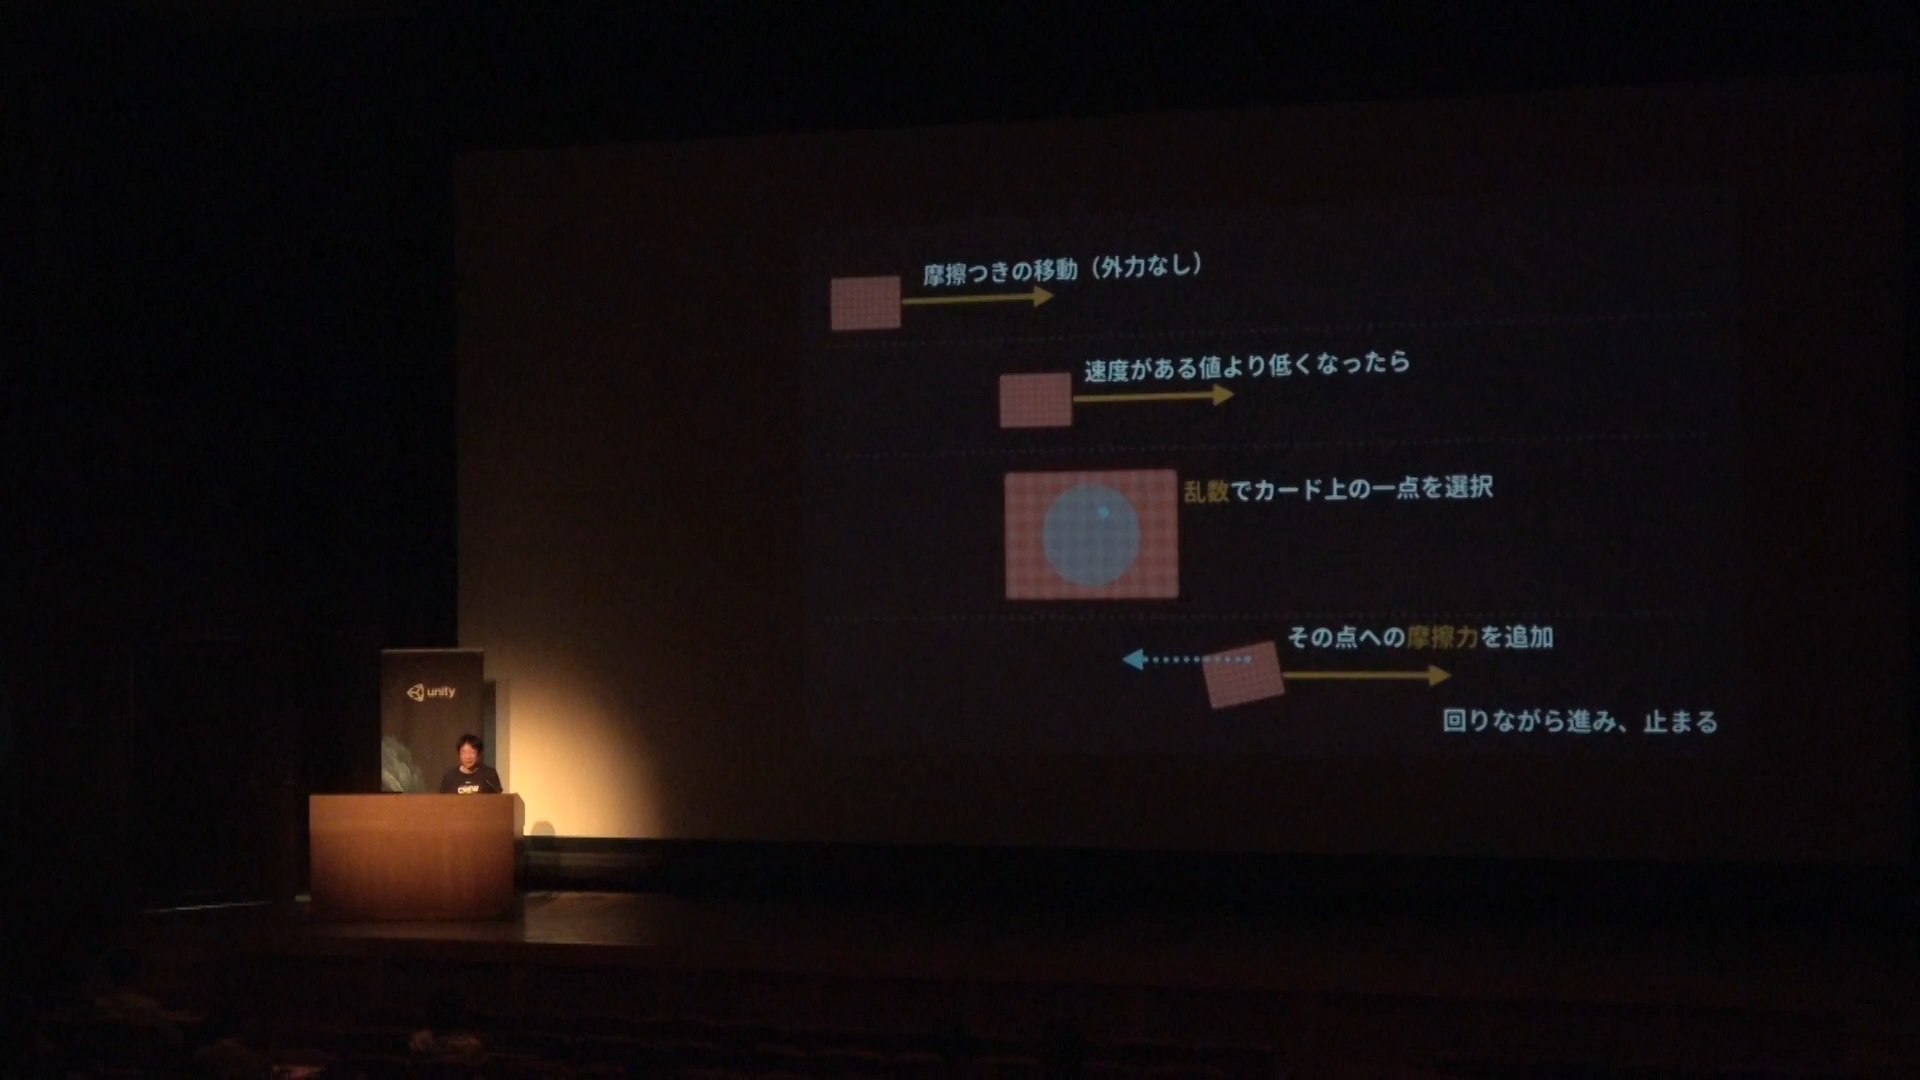 摩擦つきの移動（外力なし）
速度がある値より低くなったら
乱数でカード上の一点を選択
その点への摩擦力を追加
回りながら進み、止まる
unity
CREW